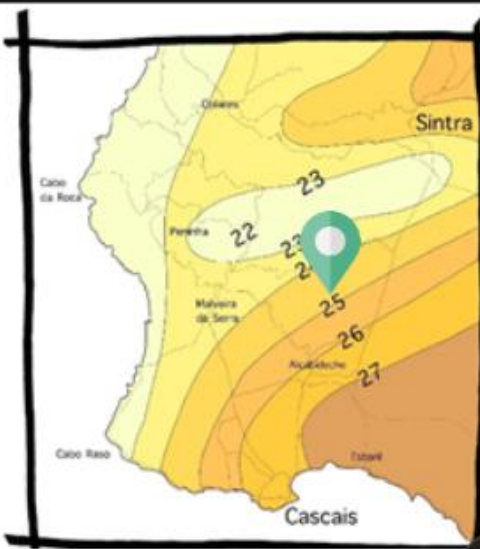 Colares
Sintra
Cabo
da Roca
23
Peninha
22
23
24
Malveira
da Serra
25
26
Alcabideche
27
Cabo Raso
Estoril
Cascais